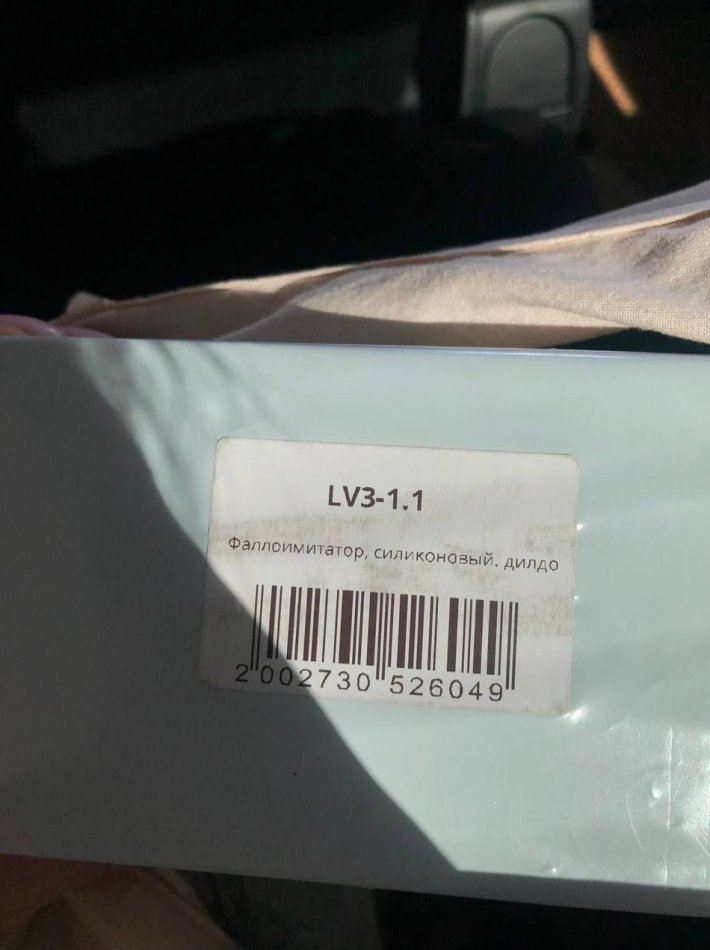 LV3-1.1
Фаллоимитатор, силиконовый, дилдо
2 002730 526049